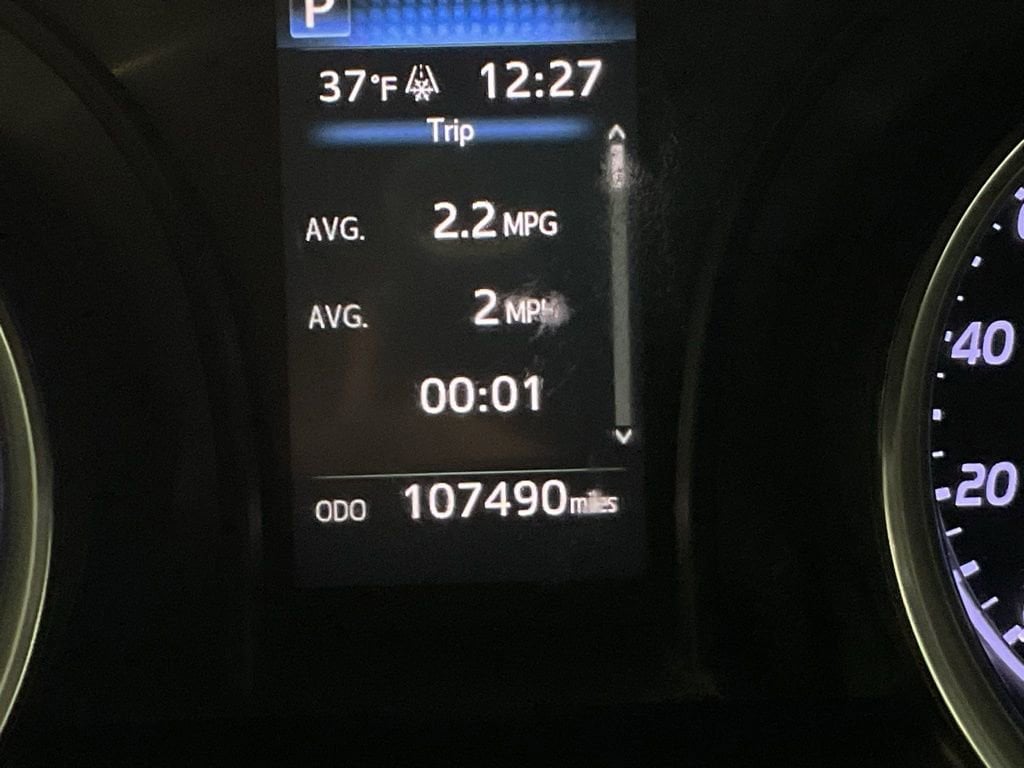 P
37°F 12:27
Trip
AVG. 2.2 MPG
AVG. 2 MPH
00:01
ODO 107490 miles
40
20